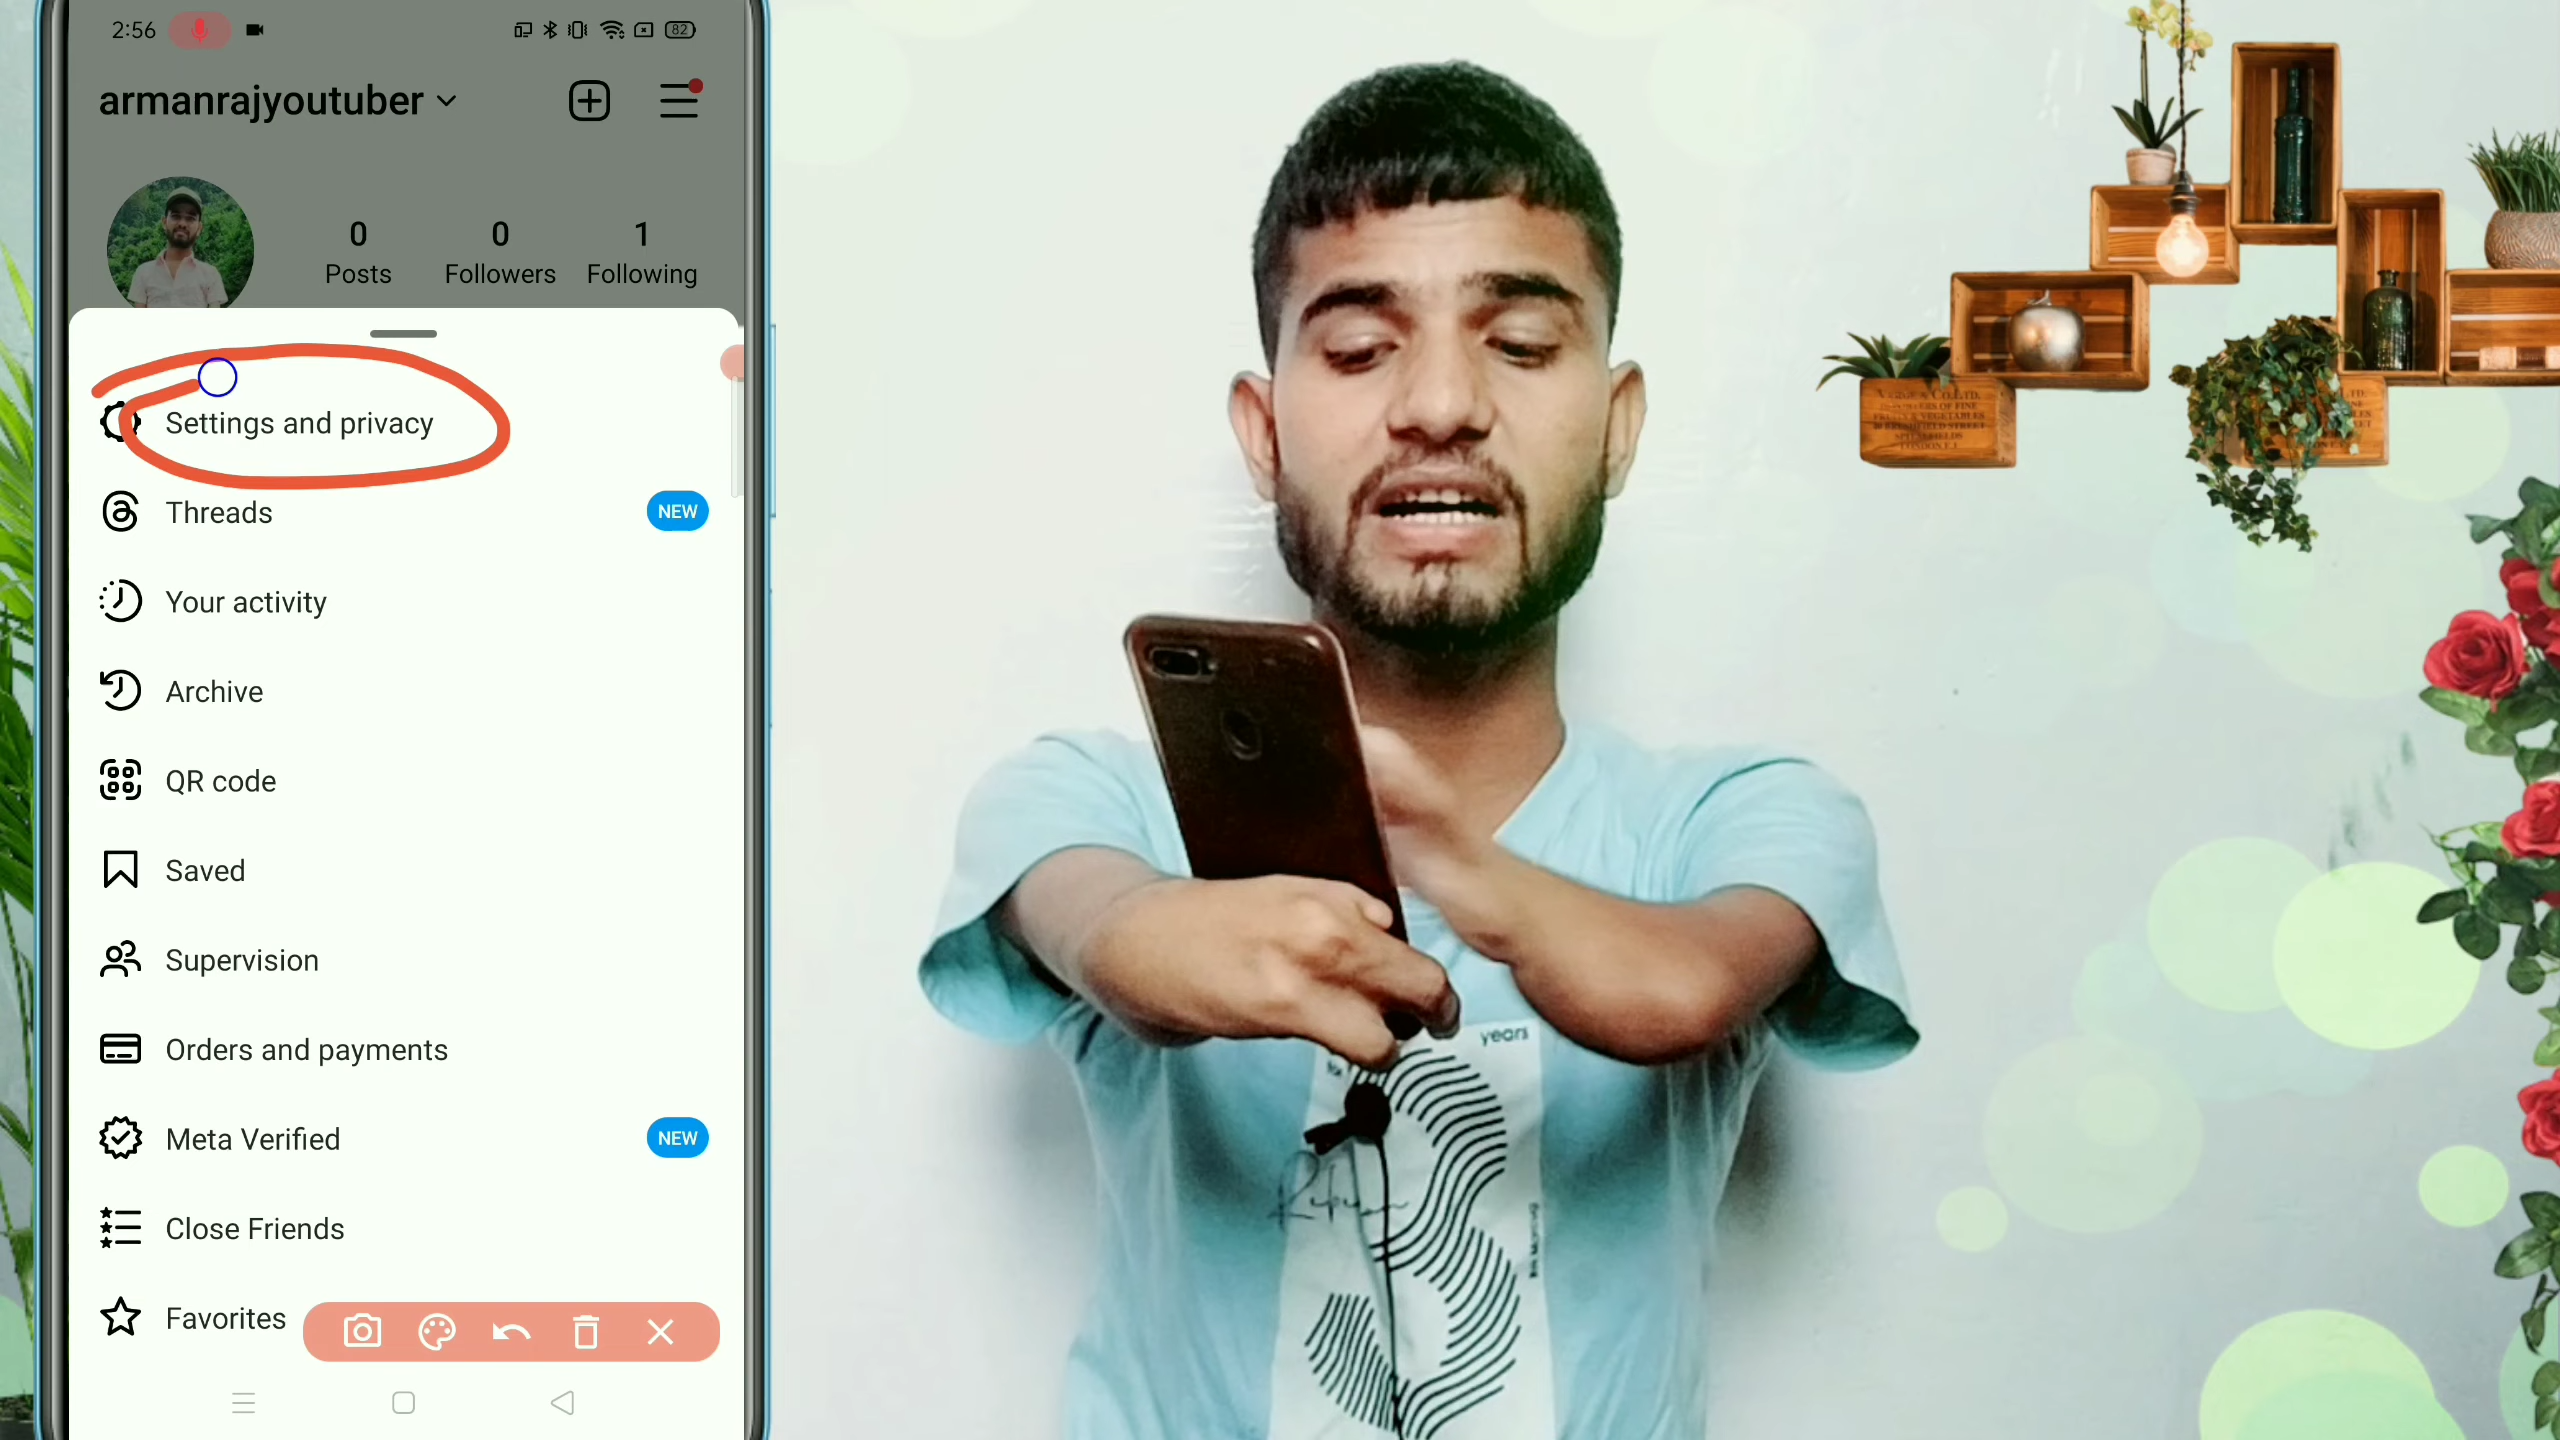 2:56
82
armanrajyoutuber
0
0
1
Posts
Followers
Following
Settings and privacy
Threads
NEW
Your activity
Archive
QR code
Saved
Supervision
Orders and payments
Meta Verified
NEW
Close Friends
Favorites
years